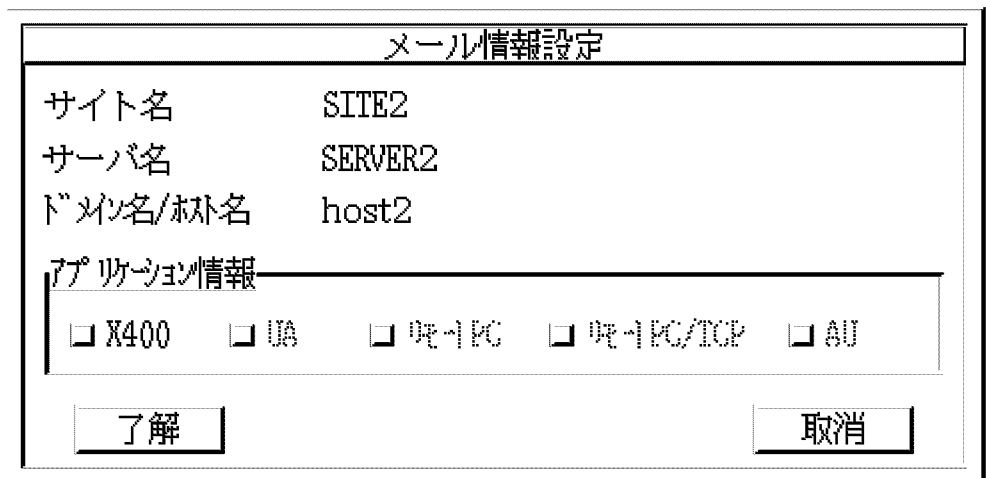 メール情報設定
サイト名 SITE2
サーバ名 SERVER2
ﾄﾞﾒｲﾝ名/ﾎｽﾄ名 host2
ｱﾌﾟﾘｹｰｼｮﾝ情報
X400 UA ﾘﾓｰﾄPC ﾘﾓｰﾄPC/TCP AU
了解 取消